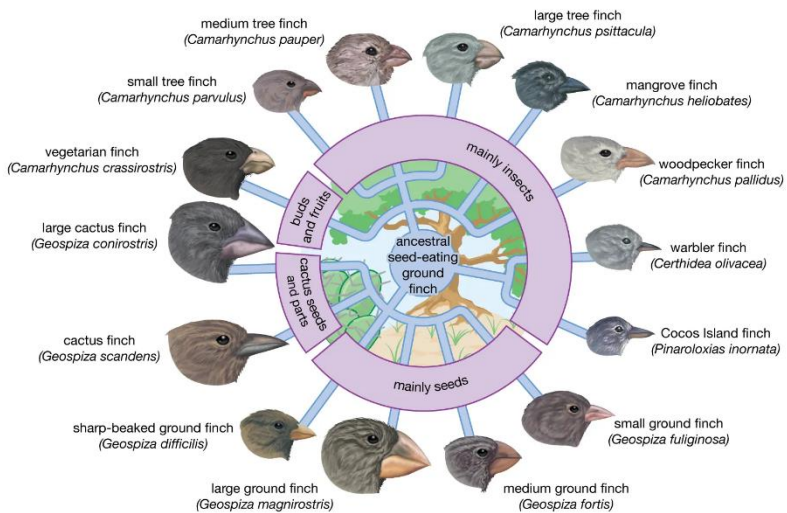 medium tree finch
(Camarhynchus pauper)
large tree finch
(Camarhynchus psittacula)
small tree finch
(Camarhynchus parvulus)
mangrove finch
(Camarhynchus heliobates)
vegetarian finch
(Camarhynchus crassirostris)
woodpecker finch
(Camarhynchus pallidus)
large cactus finch
(Geospiza conirostris)
warbler finch
(Certhidea olivacea)
cactus finch
(Geospiza scandens)
Cocos Island finch
(Pinaroloxias inornata)
sharp-beaked ground finch
(Geospiza difficilis)
small ground finch
(Geospiza fuliginosa)
large ground finch
(Geospiza magnirostris)
medium ground finch
(Geospiza fortis)
mainly insects
buds
and fruits
cactus seeds
and parts
mainly seeds
ancestral
seed-eating
ground
finch